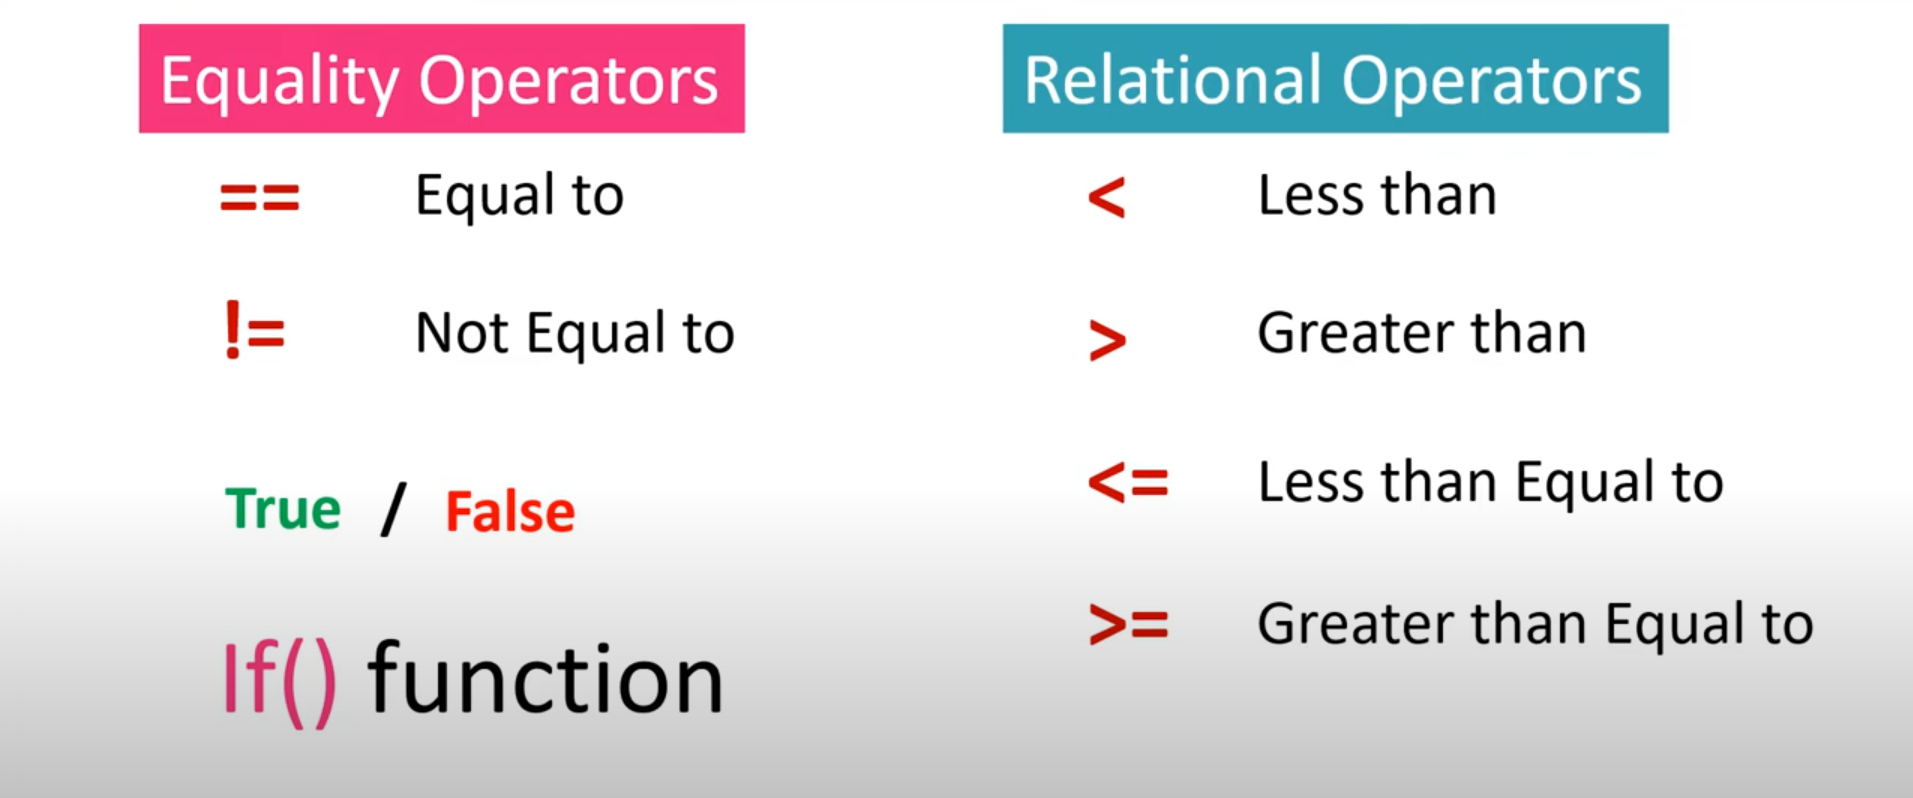 Equality Operators
== Equal to
!= Not Equal to
True / False
If() function
Relational Operators
< Less than
> Greater than
<= Less than Equal to
>= Greater than Equal to